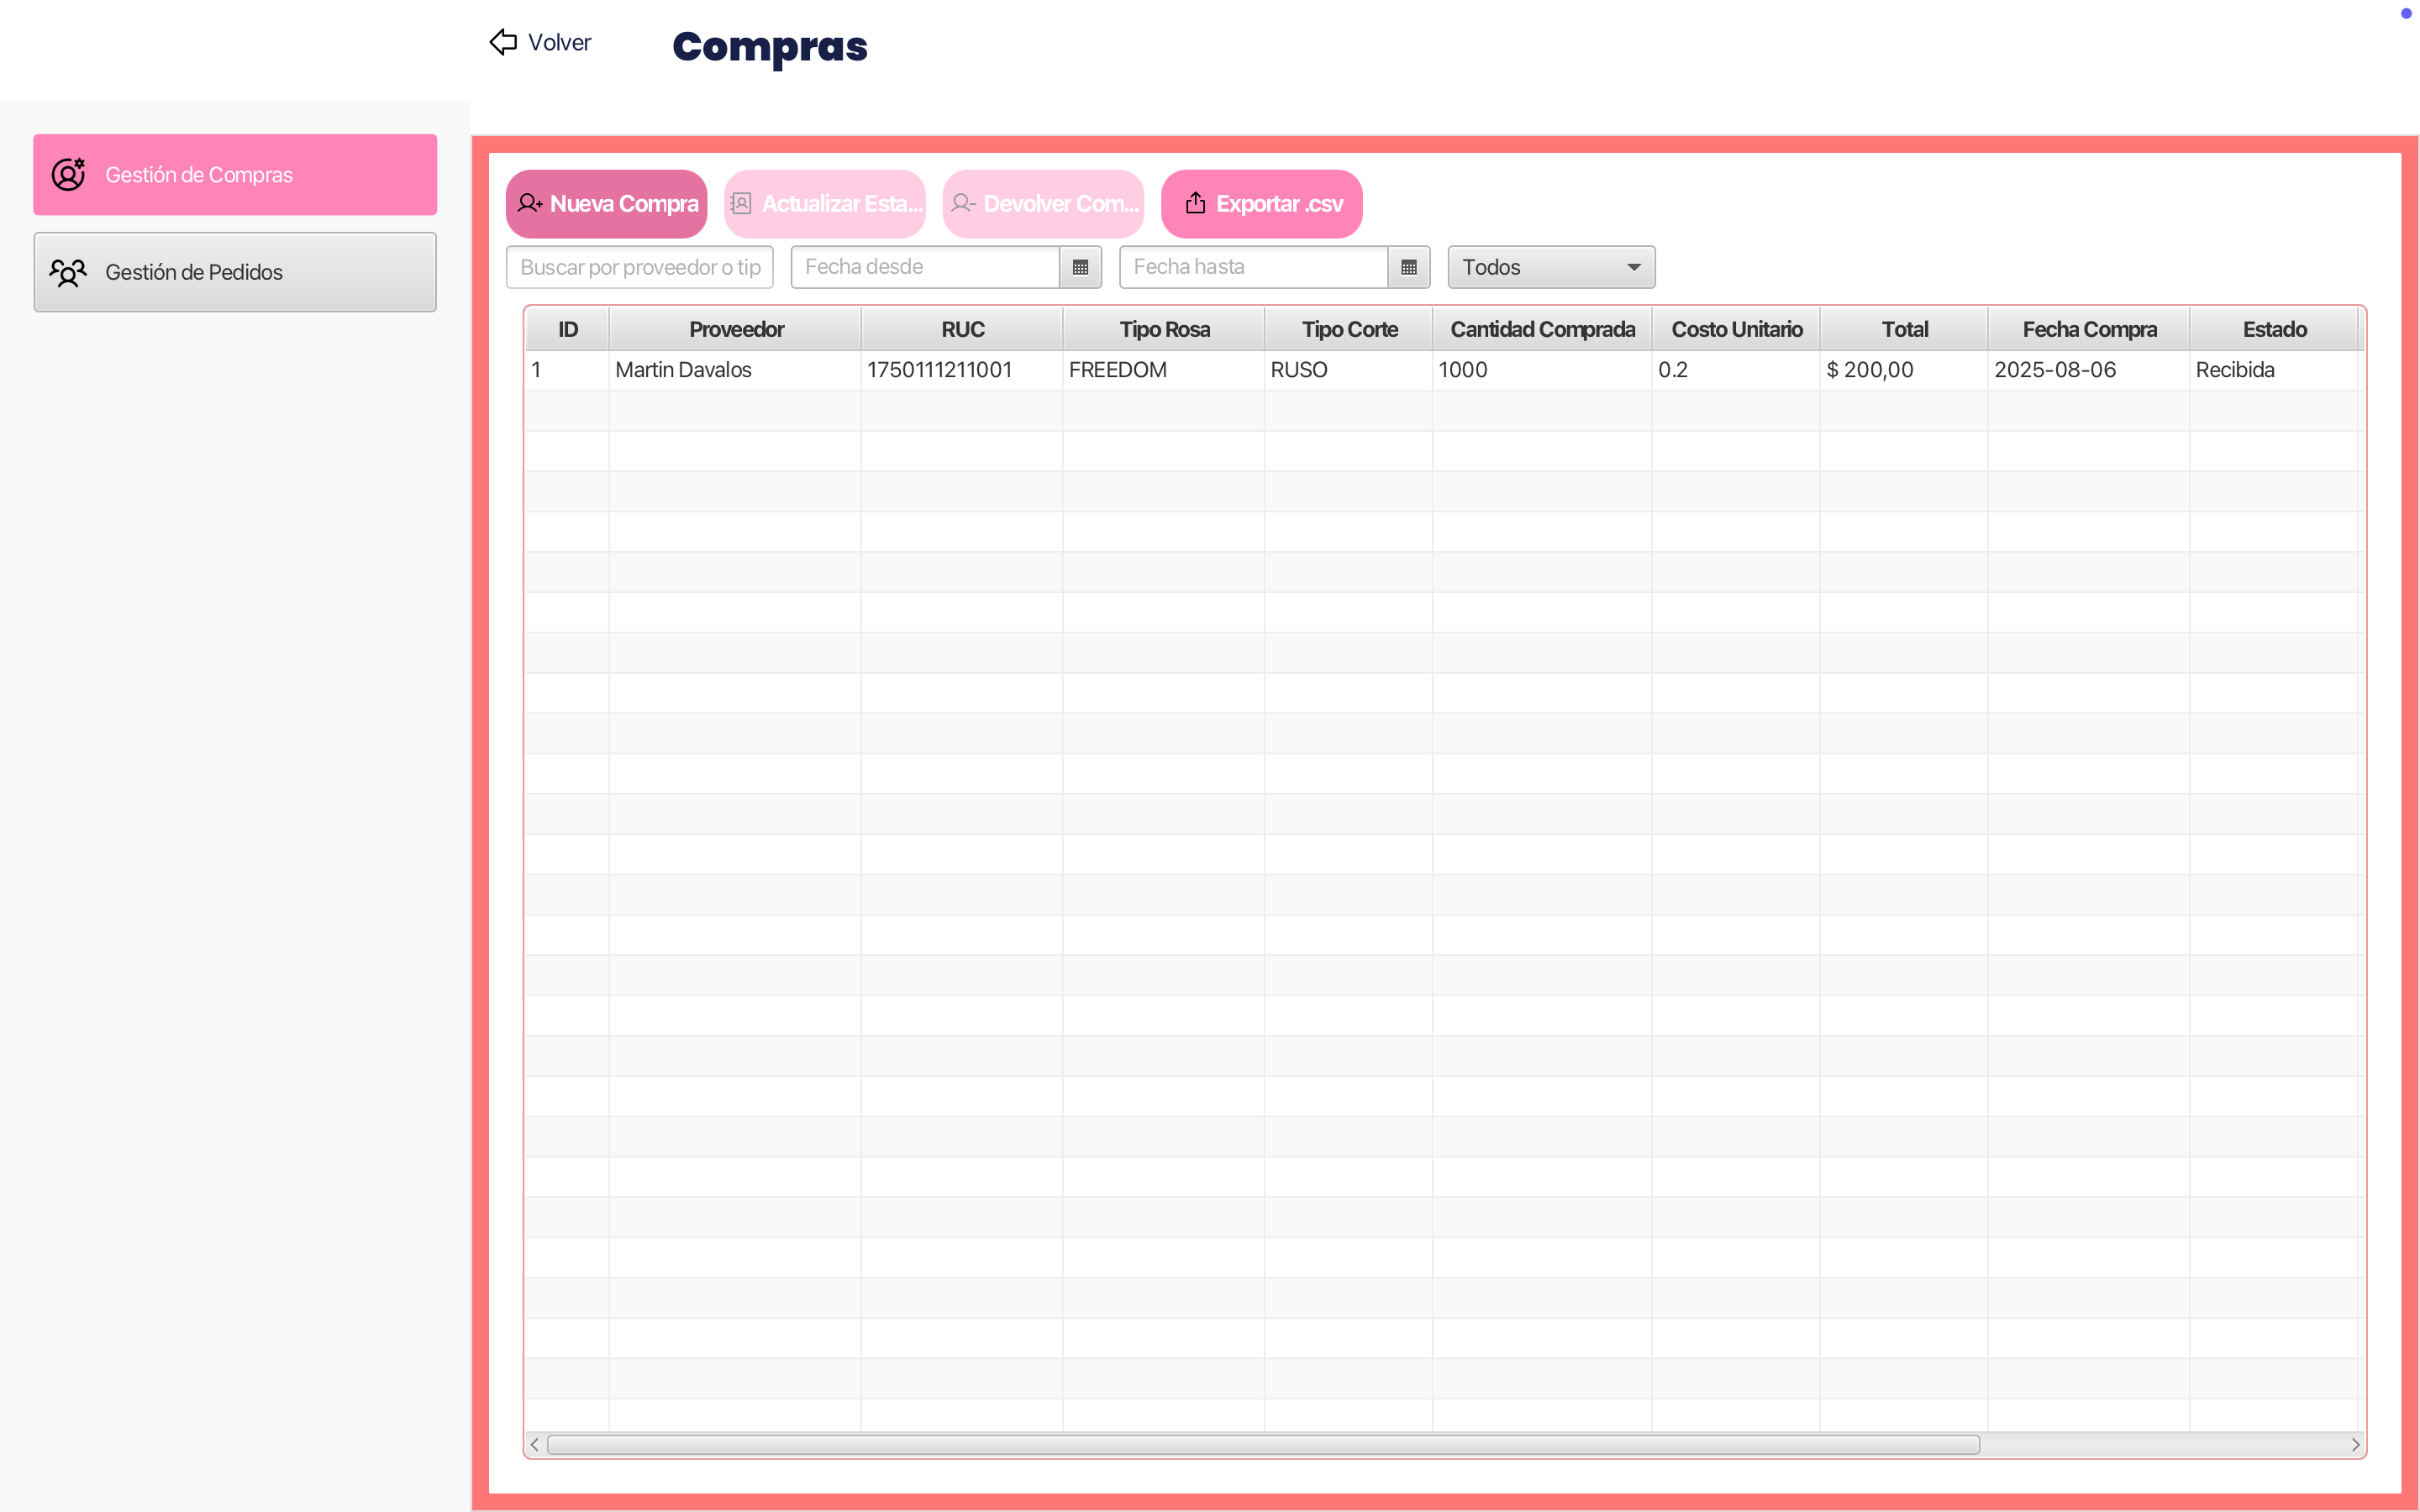 Volver
Compras
Gestión de Compras
Gestión de Pedidos
Nueva Compra Actualizar Esta... Devolver Com... Exportar .csv
Buscar por proveedor o tip Fecha desde Fecha hasta Todos
ID Proveedor RUC Tipo Rosa Tipo Corte Cantidad Comprada Costo Unitario Total Fecha Compra Estado
1 Martin Davalos 1750111211001 FREEDOM RUSO 1000 0.2 $ 200,00 2025-08-06 Recibida